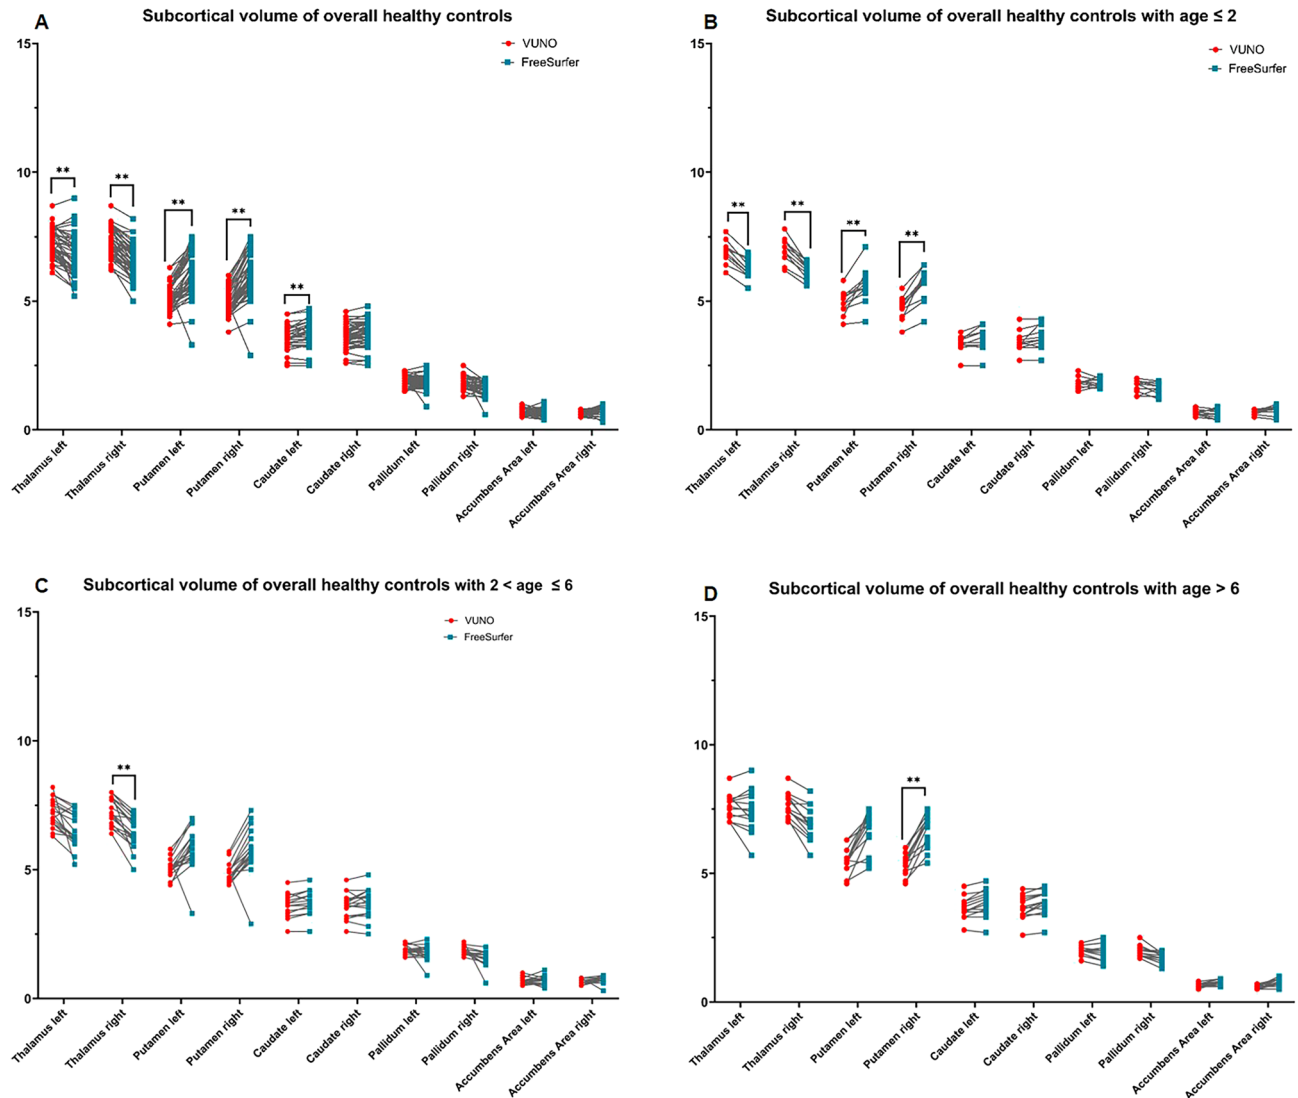 A
Subcortical volume of overall healthy controls
VUNO
FreeSurfer
15
10
5
0
**
**
**
**
**
Thalamus left
Thalamus right
Putamen left
Putamen right
Caudate left
Caudate right
Pallidum left
Pallidum right
Accumbens Area left
Accumbens Area right
B
Subcortical volume of overall healthy controls with age ≤ 2
VUNO
FreeSurfer
15
10
5
0
**
**
**
**
Thalamus left
Thalamus right
Putamen left
Putamen right
Caudate left
Caudate right
Pallidum left
Pallidum right
Accumbens Area left
Accumbens Area right
C
Subcortical volume of overall healthy controls with 2 < age ≤ 6
VUNO
FreeSurfer
15
10
5
0
**
Thalamus left
Thalamus right
Putamen left
Putamen right
Caudate left
Caudate right
Pallidum left
Pallidum right
Accumbens Area left
Accumbens Area right
D
Subcortical volume of overall healthy controls with age > 6
15
10
5
0
**
Thalamus left
Thalamus right
Putamen left
Putamen right
Caudate left
Caudate right
Pallidum left
Pallidum right
Accumbens Area left
Accumbens Area right